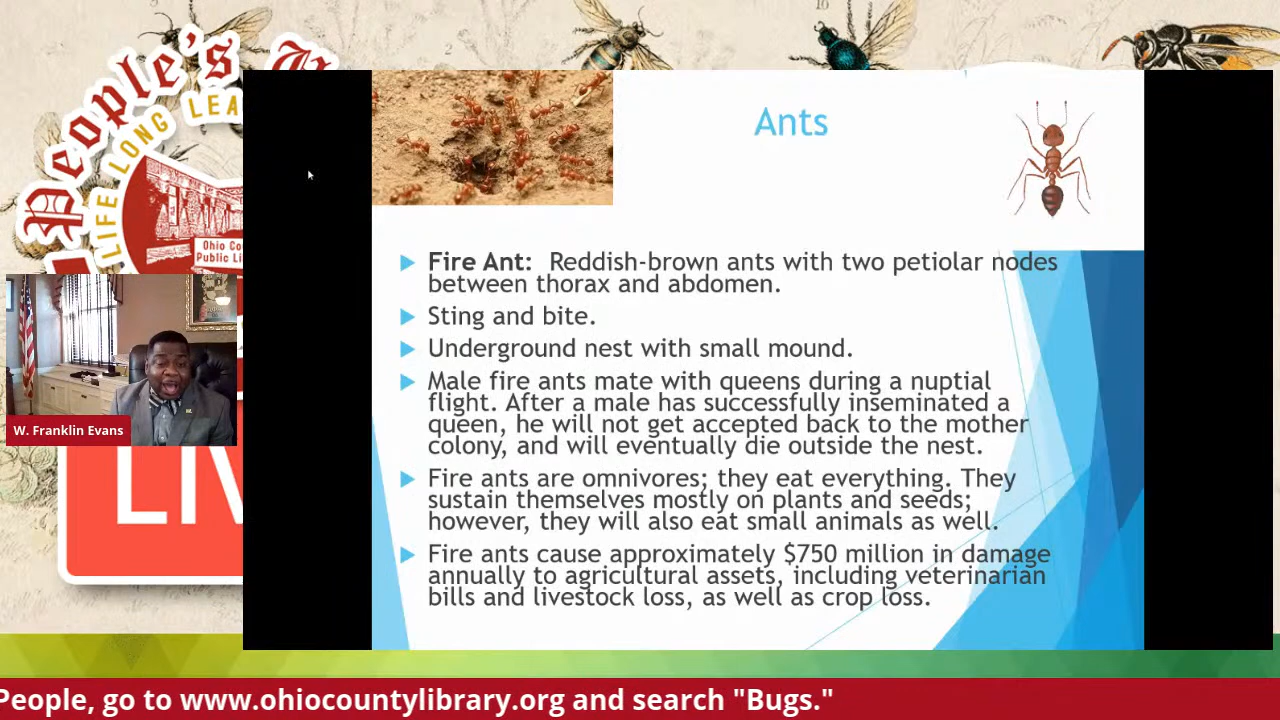 10
2
People's
LIFE LONG LEA
Ohio Co
Public Li
LIV
Ants
Fire Ant: Reddish-brown ants with two petiolar nodes
between thorax and abdomen.
Sting and bite.
Underground nest with small mound.
Male fire ants mate with queens during a nuptial
flight. After a male has successfully inseminated a
queen, he will not get accepted back to the mother
colony, and will eventually die outside the nest.
Fire ants are omnivores; they eat everything. They
sustain themselves mostly on plants and seeds;
however, they will also eat small animals as well.
Fire ants cause approximately $750 million in damage
annually to agricultural assets, including veterinarian
bills and livestock loss, as well as crop loss.
W. Franklin Evans
People, go to www.ohiocountylibrary.org and search "Bugs."